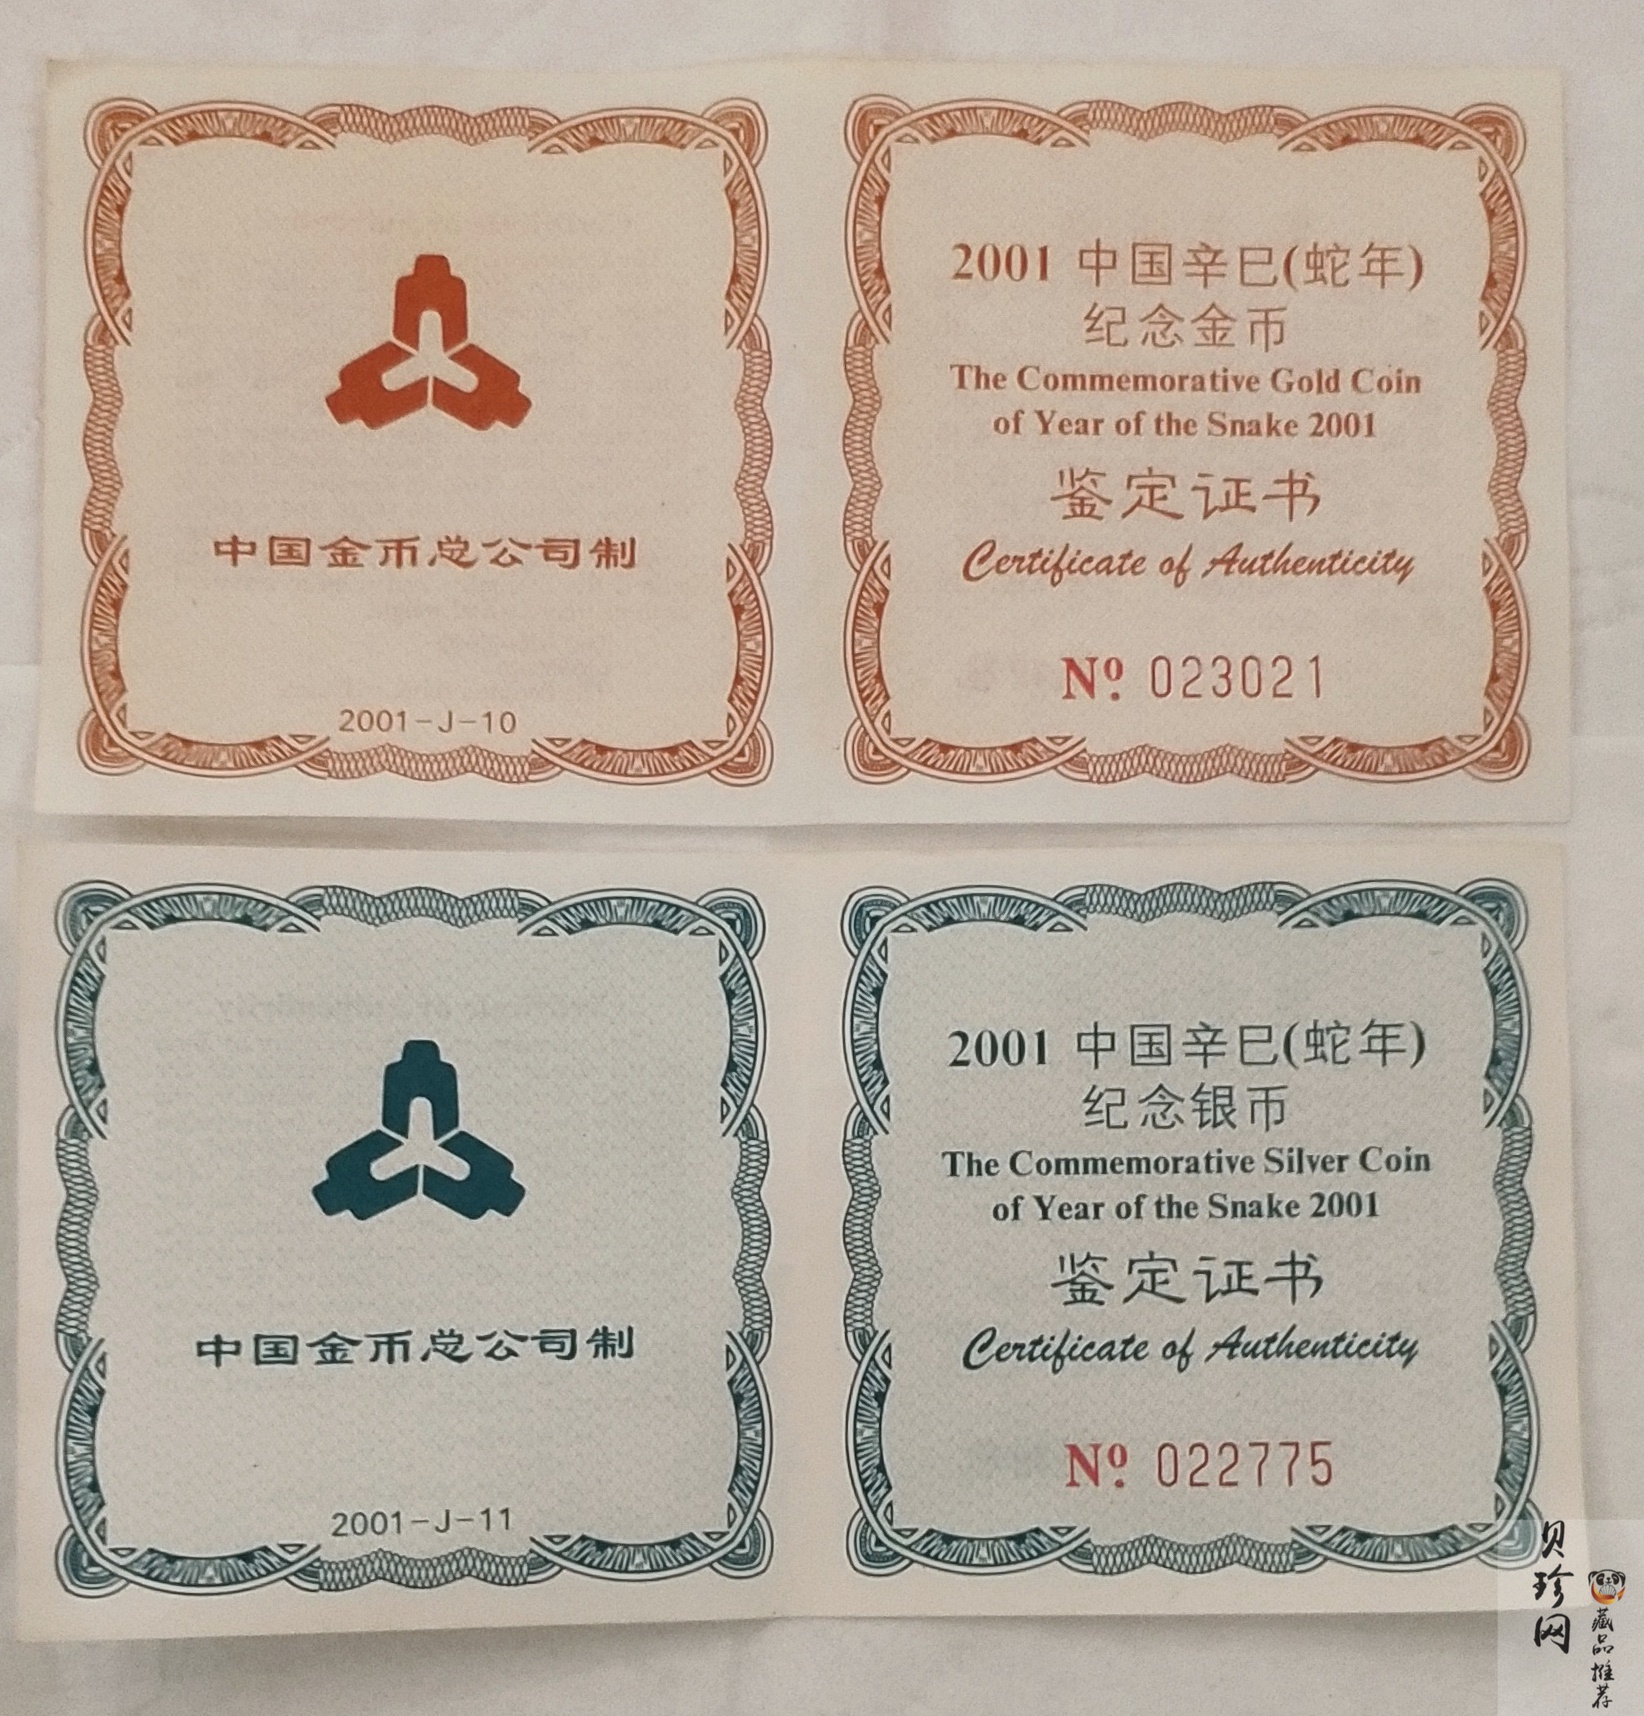 中国金币总公司制
2001-J-10
2001 中国辛巳(蛇年)
纪念金币
The Commemorative Gold Coin
of Year of the Snake 2001
鉴定证书
Certificate of Authenticity
Nº. 023021
中国金币总公司制
2001-J-11
2001 中国辛巳(蛇年)
纪念银币
The Commemorative Silver Coin
of Year of the Snake 2001
鉴定证书
Certificate of Authenticity
Nº. 022775
贝珍网
藏品推荐